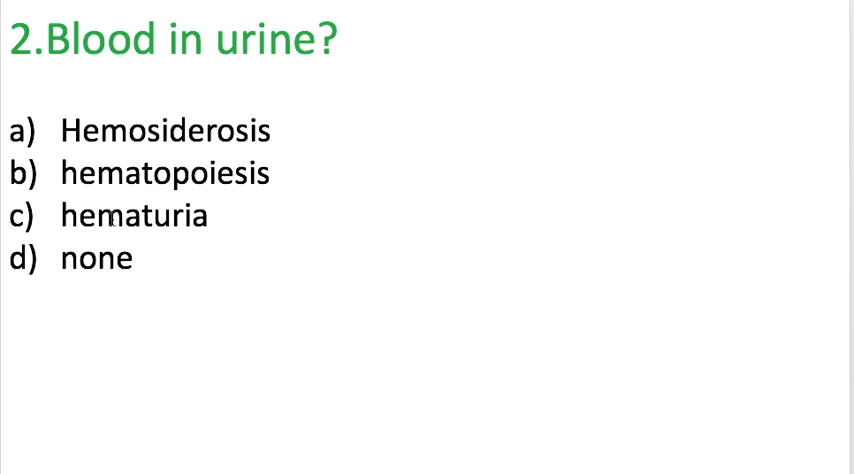 2.Blood in urine?
a) Hemosiderosis
b) hematopoiesis
c) hematuria
d) none